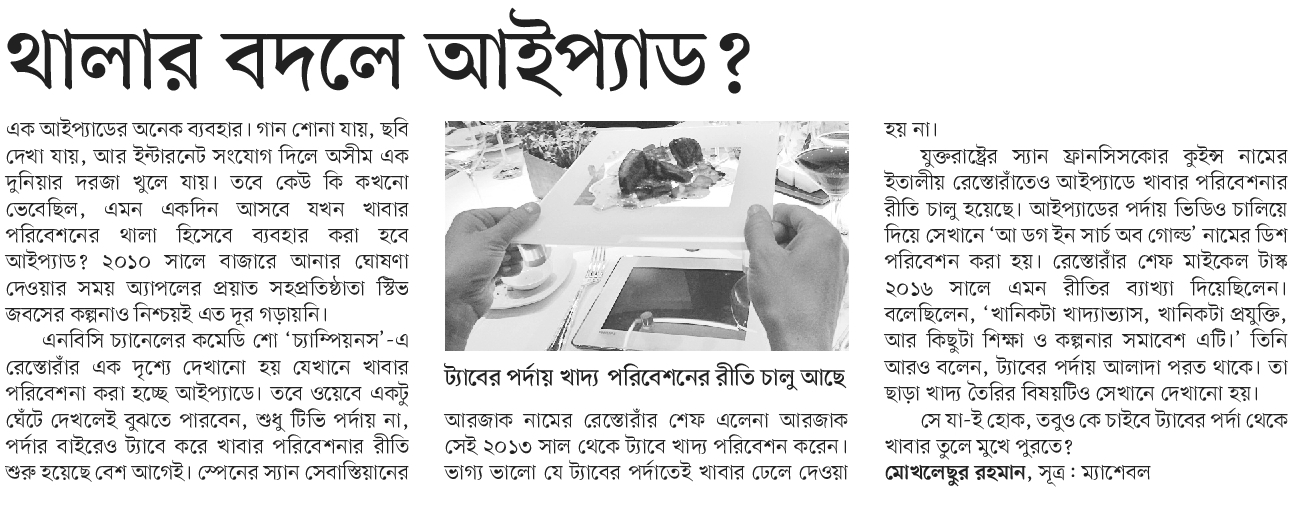 থালার বদলে আইপ্যাড?
এক আইপ্যাডের অনেক ব্যবহার। গান শোনা যায়, ছবি
দেখা যায়, আর ইন্টারনেট সংযোগ দিলে অসীম এক
দুনিয়ার দরজা খুলে যায়। তবে কেউ কি কখনো
ভেবেছিল, এমন একদিন আসবে যখন খাবার
পরিবেশনের থালা হিসেবে ব্যবহার করা হবে
আইপ্যাড? ২০১০ সালে বাজারে আনার ঘোষণা
দেওয়ার সময় অ্যাপলের প্রয়াত সহপ্রতিষ্ঠাতা স্টিভ
জবসের কল্পনাও নিশ্চয়ই এত দূর গড়ায়নি।
এনবিসি চ্যানেলের কমেডি শো ‘চ্যাম্পিয়নস’-এ
রেস্তোরাঁর এক দৃশ্যে দেখানো হয় যেখানে খাবার
পরিবেশনা করা হচ্ছে আইপ্যাডে। তবে ওয়েবে একটু
ঘেঁটে দেখলেই বুঝতে পারবেন, শুধু টিভি পর্দায় না,
পর্দার বাইরেও ট্যাবে করে খাবার পরিবেশনার রীতি
শুরু হয়েছে বেশ আগেই। স্পেনের স্যান সেবাস্তিয়ানের
ট্যাবের পর্দায় খাদ্য পরিবেশনের রীতি চালু আছে
আরজাক নামের রেস্তোরাঁর শেফ এলেনা আরজাক
সেই ২০১৩ সাল থেকে ট্যাবে খাদ্য পরিবেশন করেন।
ভাগ্য ভালো যে ট্যাবের পর্দাতেই খাবার ঢেলে দেওয়া
হয় না।
যুক্তরাষ্ট্রের স্যান ফ্রানসিসকোর কুইন্স নামের
ইতালীয় রেস্তোরাঁতেও আইপ্যাডে খাবার পরিবেশনার
রীতি চালু হয়েছে। আইপ্যাডের পর্দায় ভিডিও চালিয়ে
দিয়ে সেখানে ‘আ ডগ ইন সার্চ অব গোল্ড’ নামের ডিশ
পরিবেশন করা হয়। রেস্তোরাঁর শেফ মাইকেল টাস্ক
২০১৬ সালে এমন রীতির ব্যাখ্যা দিয়েছিলেন।
বলেছিলেন, ‘খানিকটা খাদ্যাভ্যাস, খানিকটা প্রযুক্তি,
আর কিছুটা শিক্ষা ও কল্পনার সমাবেশ এটি।’ তিনি
আরও বলেন, ট্যাবের পর্দায় আলাদা পরত থাকে। তা
ছাড়া খাদ্য তৈরির বিষয়টিও সেখানে দেখানো হয়।
সে যা-ই হোক, তবুও কে চাইবে ট্যাবের পর্দা থেকে
খাবার তুলে মুখে পুরতে?
মোখলেছুর রহমান, সূত্র : ম্যাশেবল